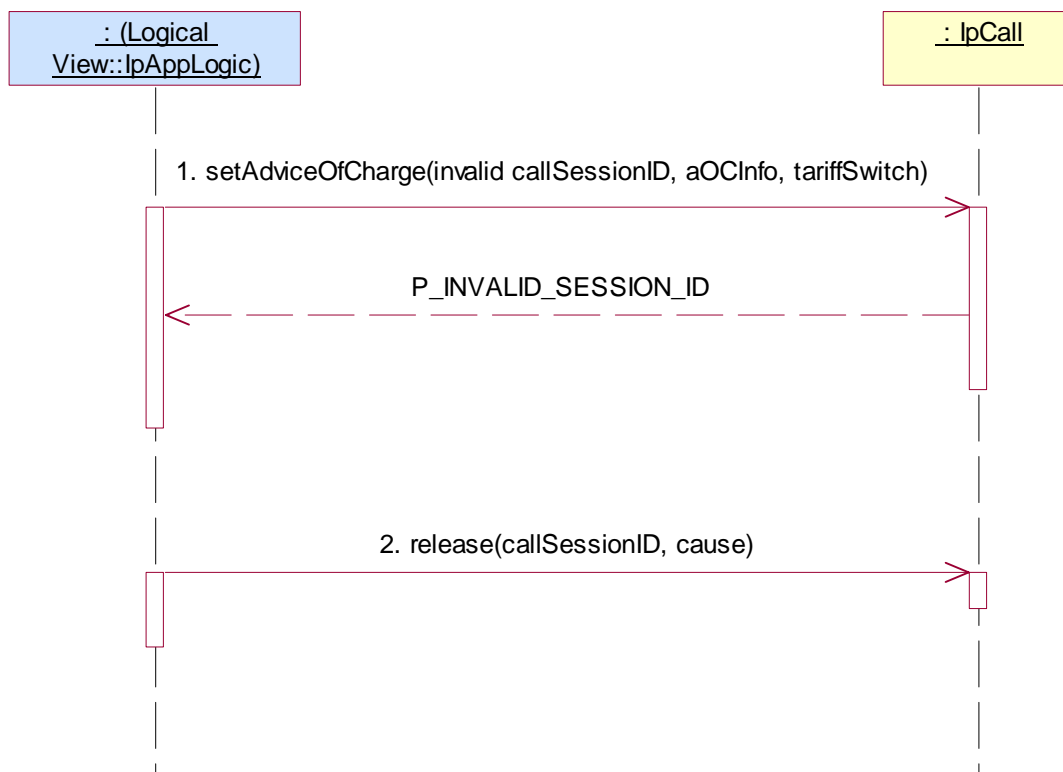 : (Logical
View::IpAppLogic)
: IpCall
1. setAdviceOfCharge(invalid callSessionID, aOCInfo, tariffSwitch)
P_INVALID_SESSION_ID
2. release(callSessionID, cause)